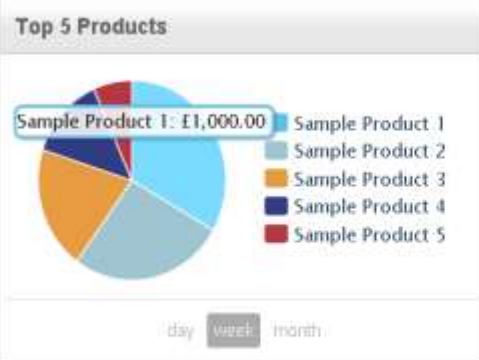 Top 5 Products
Sample Product 1: £1,000.00
Sample Product 1
Sample Product 2
Sample Product 3
Sample Product 4
Sample Product 5
day week month